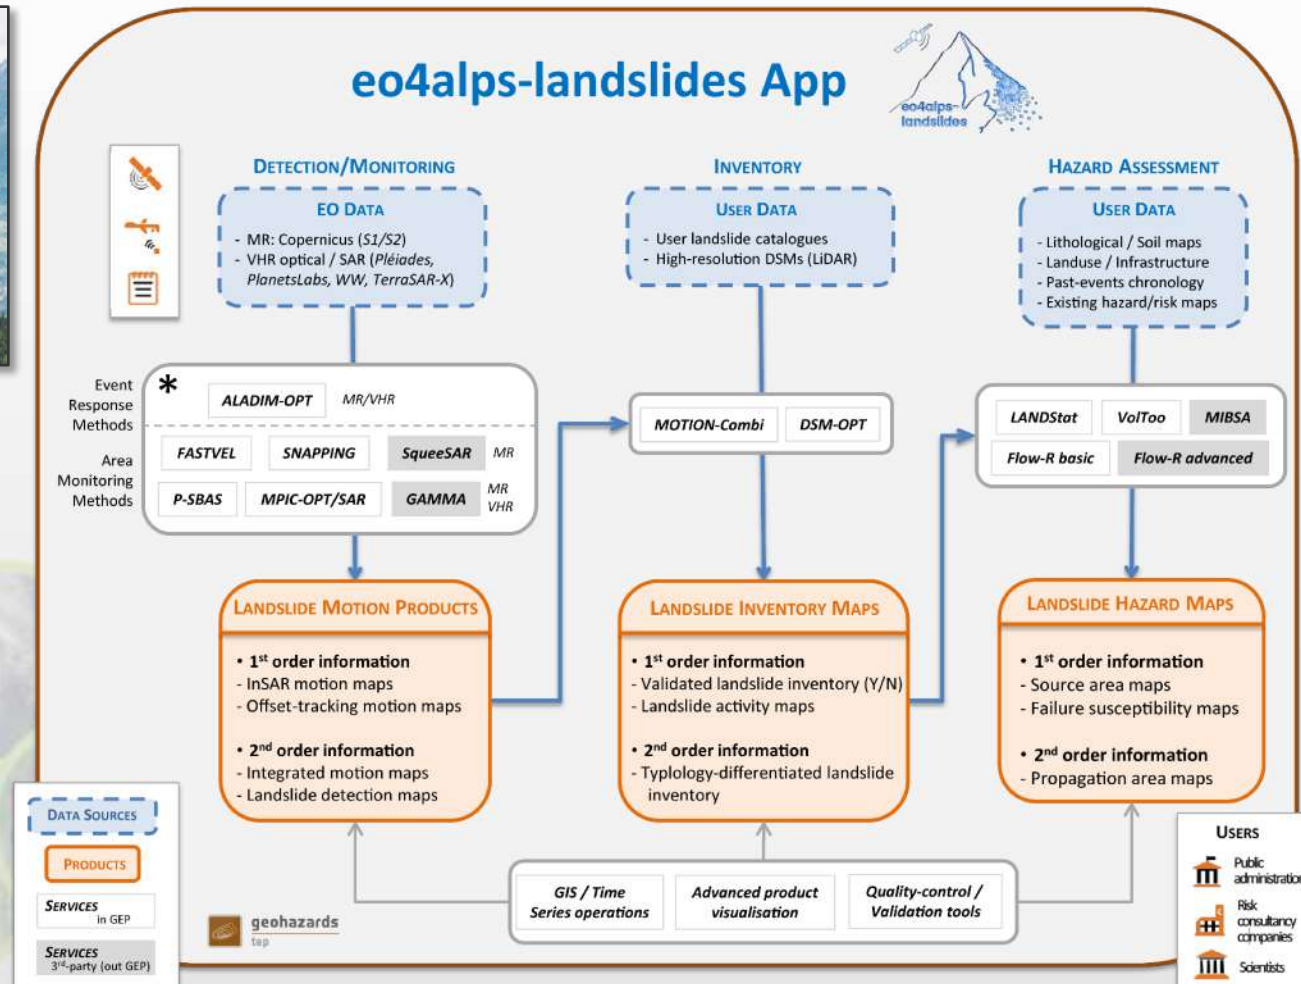 eo4alps-landslides App
eo4alps-
landslides
DETECTION/MONITORING
EO DATA
- MR: Copernicus (S1/S2)
- VHR optical / SAR (Pléiades,
PlanetsLabs, WW, TerraSAR-X)
INVENTORY
USER DATA
- User landslide catalogues
- High-resolution DSMs (LiDAR)
HAZARD ASSESSMENT
USER DATA
- Lithological / Soil maps
- Landuse / Infrastructure
- Past-events chronology
- Existing hazard/risk maps
Event
Response
Methods
Area
Monitoring
Methods
*
ALADIM-OPT MR/VHR
FASTVEL SNAPPING SqueeSAR MR
P-SBAS MPIC-OPT/SAR GAMMA MR
VHR
MOTION-Combi DSM-OPT
LANDStat VolToo MIBSA
Flow-R basic Flow-R advanced
LANDSLIDE MOTION PRODUCTS
• 1st order information
- InSAR motion maps
- Offset-tracking motion maps
• 2nd order information
- Integrated motion maps
- Landslide detection maps
LANDSLIDE INVENTORY MAPS
• 1st order information
- Validated landslide inventory (Y/N)
- Landslide activity maps
• 2nd order information
- Typlology-differentiated landslide
inventory
LANDSLIDE HAZARD MAPS
• 1st order information
- Source area maps
- Failure susceptibility maps
• 2nd order information
- Propagation area maps
GIS / Time
Series operations
Advanced product
visualisation
Quality-control /
Validation tools
DATA SOURCES
PRODUCTS
SERVICES
in GEP
SERVICES
3rd-party (out GEP)
geohazards
tep
USERS
Public
administration
Risk
consultancy
companies
Scientists